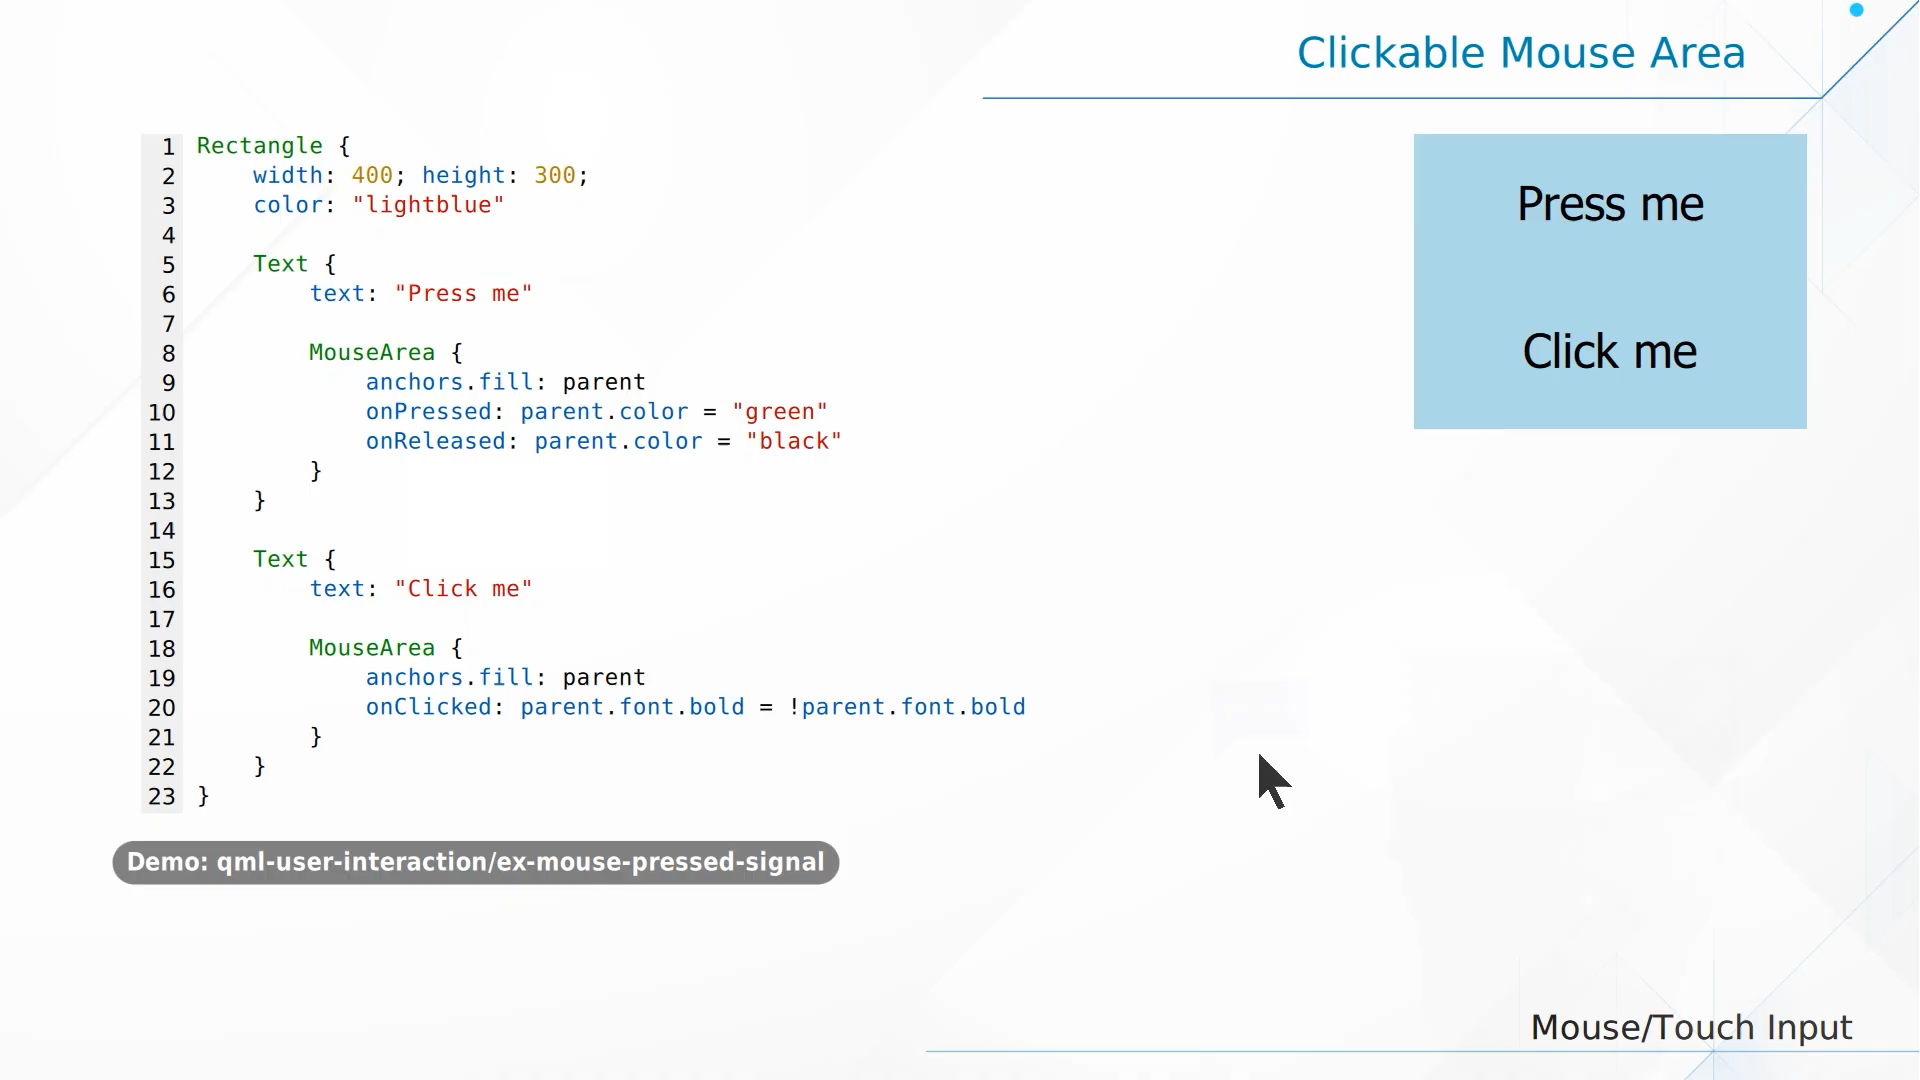 Clickable Mouse Area
1 Rectangle {
2     width: 400; height: 300;
3     color: "lightblue"
4
5     Text {
6         text: "Press me"
7
8         MouseArea {
9             anchors.fill: parent
10             onPressed: parent.color = "green"
11             onReleased: parent.color = "black"
12         }
13     }
14
15     Text {
16         text: "Click me"
17
18         MouseArea {
19             anchors.fill: parent
20             onClicked: parent.font.bold = !parent.font.bold
21         }
22     }
23 }
Press me
Click me
Demo: qml-user-interaction/ex-mouse-pressed-signal
Mouse/Touch Input